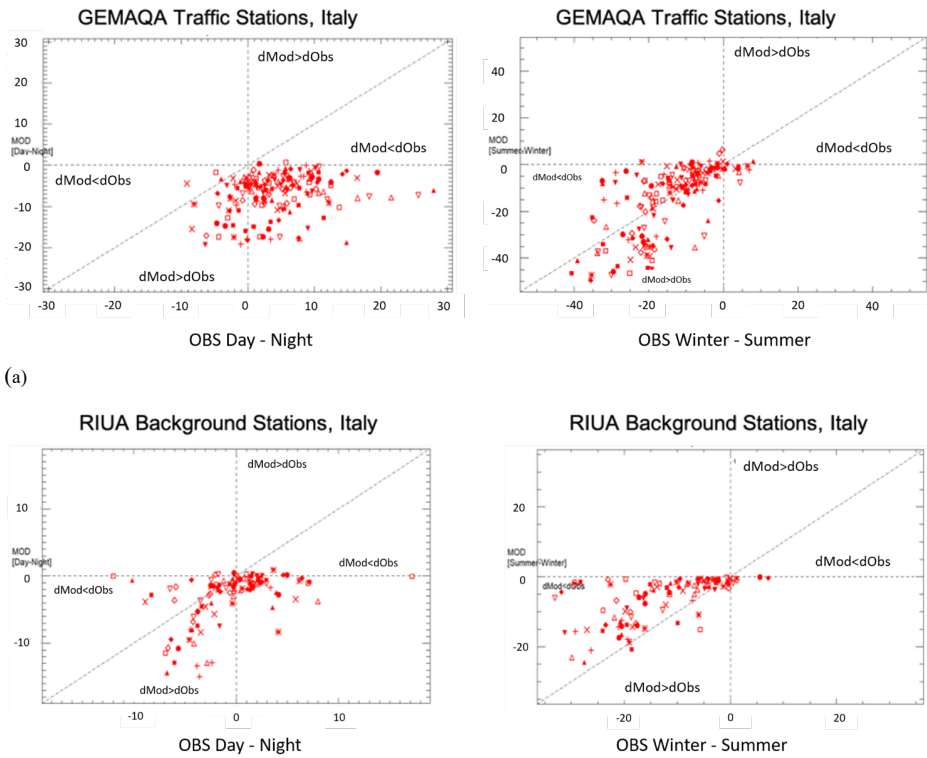 GEMAQA Traffic Stations, Italy
30
20
10
0
-10
-20
-30
MOD
[Day-Night]
dMod>dObs
dMod<dObs
dMod<dObs
dMod>dObs
-30
-20
-10
0
10
20
30
OBS Day - Night
GEMAQA Traffic Stations, Italy
40
20
0
-20
-40
MOD
[Summer-Winter]
dMod>dObs
dMod<dObs
dMod<dObs
dMod>dObs
-40
-20
0
20
40
OBS Winter - Summer
(a)
RIUA Background Stations, Italy
10
0
-10
MOD
[Day-Night]
dMod>dObs
dMod<dObs
dMod<dObs
dMod>dObs
-10
0
10
OBS Day - Night
RIUA Background Stations, Italy
20
0
-20
MOD
[Summer-Winter]
dMod>dObs
dMod<dObs
dMod<dObs
dMod>dObs
-20
0
20
OBS Winter - Summer